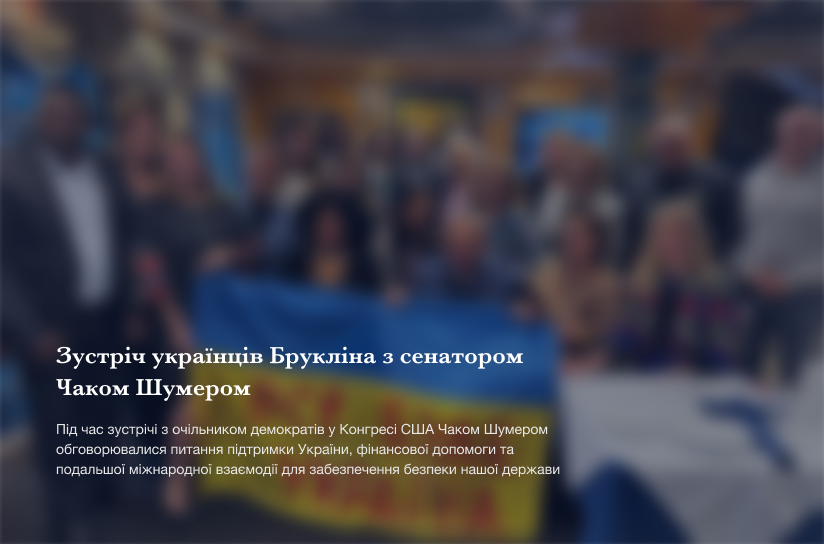 Зустріч українців Брукліна з сенатором
Чаком Шумером
Під час зустрічі з очільником демократів у Конгресі США Чаком Шумером
обговорювалися питання підтримки України, фінансової допомоги та
подальшої міжнародної взаємодії для забезпечення безпеки нашої держави